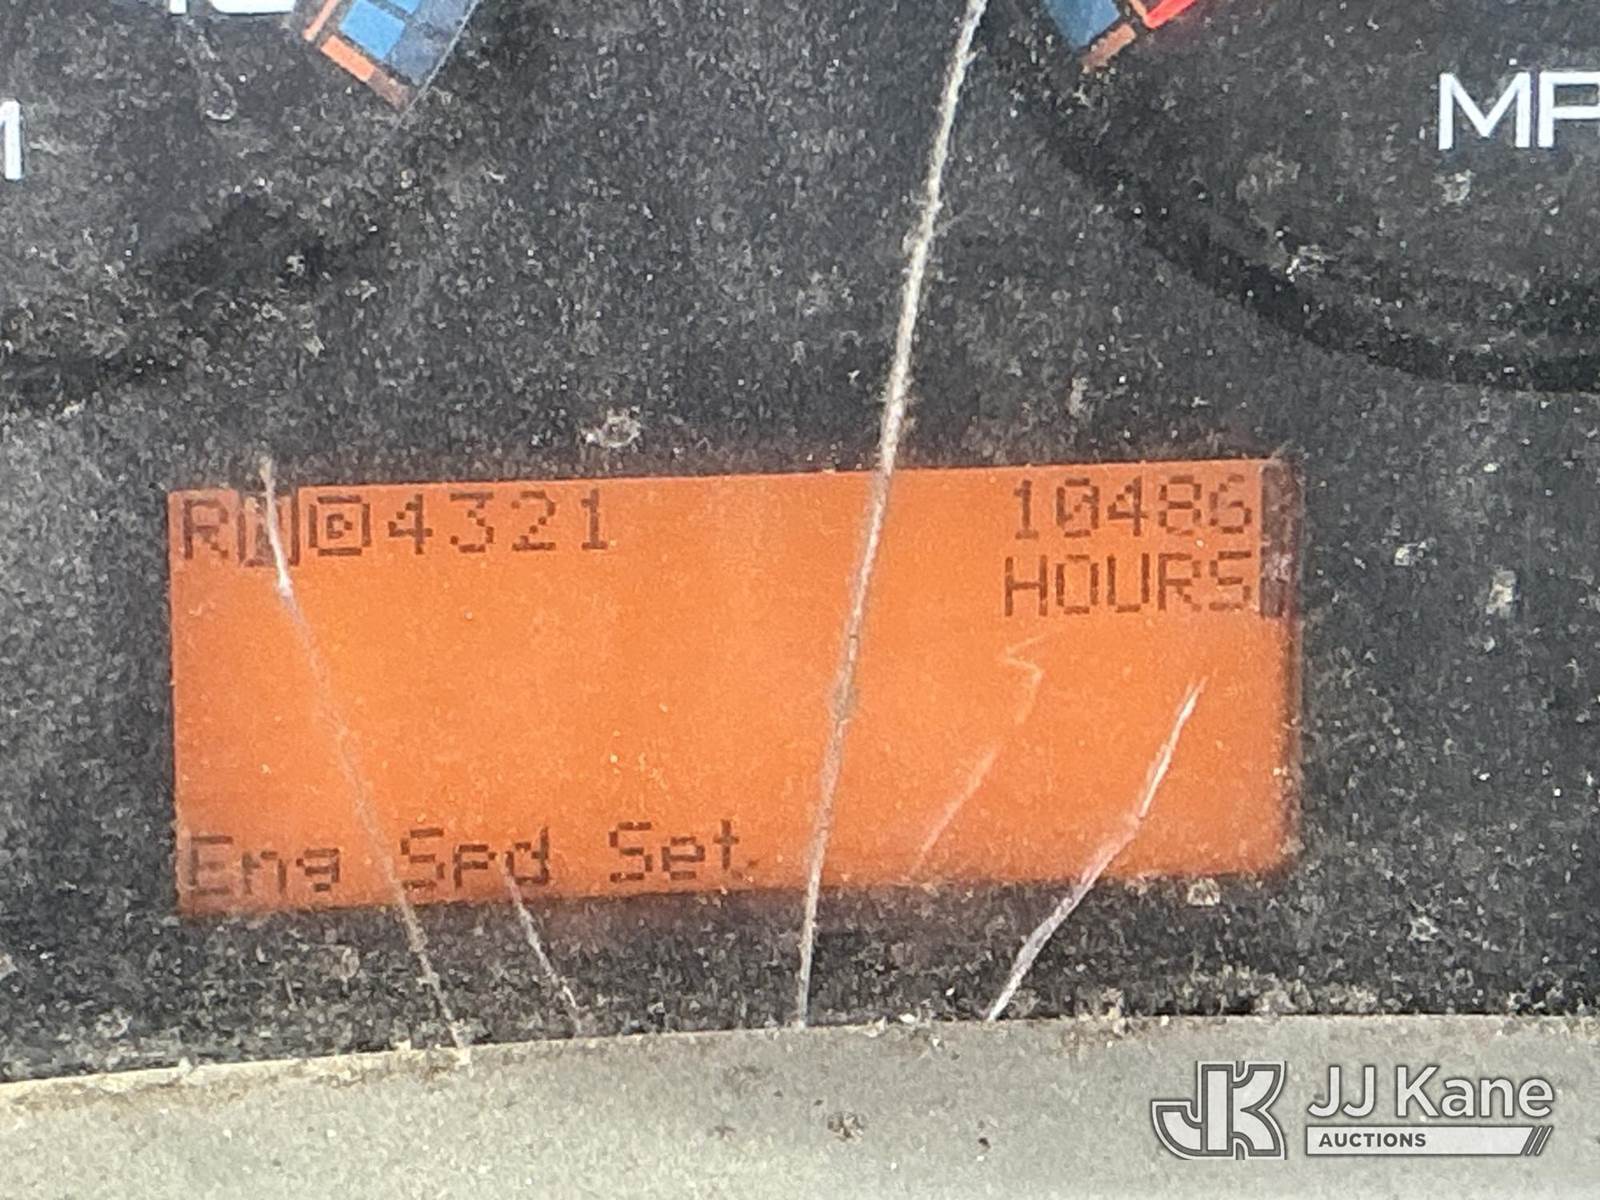 MP
R N D 4321 10486
HOURS
Eng Spd Set
JJ Kane
AUCTIONS